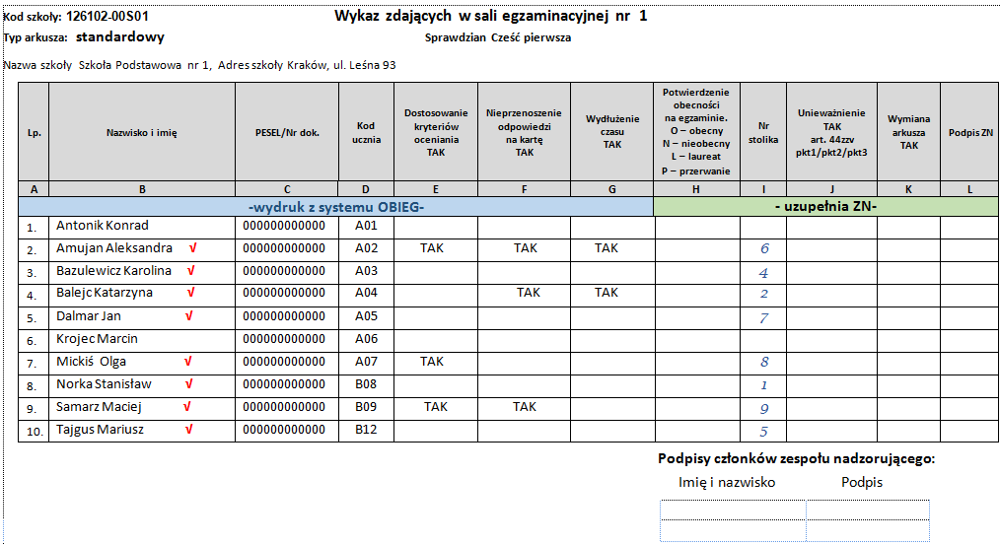 Kod szkoły: 126102-00S01 Wykaz zdających w sali egzaminacyjnej nr 1
Typ arkusza: standardowy Sprawdzian Cześć pierwsza
Nazwa szkoły Szkoła Podstawowa nr 1, Adres szkoły Kraków, ul. Leśna 93
Lp.
Nazwisko i imię
PESEL/Nr dok.
Kod
ucznia
Dostosowanie
kryteriów
oceniania
TAK
Nieprzenoszenie
odpowiedzi
na kartę
TAK
Wydłużenie
czasu
TAK
Potwierdzenie
obecności
na egzaminie.
O – obecny
N – nieobecny
L – laureat
P – przerwanie
Nr
stolika
Unieważnienie
TAK
art. 44zzv
pkt1/pkt2/pkt3
Wymiana
arkusza
TAK
Podpis ZN
A B C D E F G H I J K L
-wydruk z systemu OBIEG- - uzupełnia ZN-
1. Antonik Konrad 000000000000 A01
2. Amujan Aleksandra √ 000000000000 A02 TAK TAK TAK 6
3. Bazulewicz Karolina √ 000000000000 A03 4
4. Balejc Katarzyna √ 000000000000 A04 TAK TAK 2
5. Dalmar Jan √ 000000000000 A05 7
6. Krojec Marcin 000000000000 A06
7. Mickiś Olga √ 000000000000 A07 TAK 8
8. Norka Stanisław √ 000000000000 B08 1
9. Samarz Maciej √ 000000000000 B09 TAK TAK 9
10. Tajgus Mariusz √ 000000000000 B12 5
Podpisy członków zespołu nadzorującego:
Imię i nazwisko Podpis